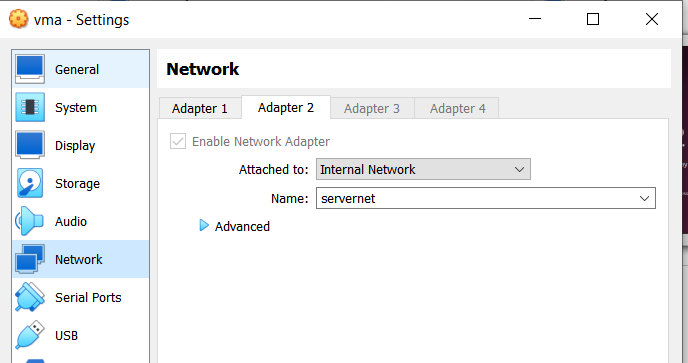 vma - Settings
General
System
Display
Storage
Audio
Network
Serial Ports
USB
Network
Adapter 1 Adapter 2 Adapter 3 Adapter 4
Enable Network Adapter
Attached to: Internal Network
Name: servernet
Advanced